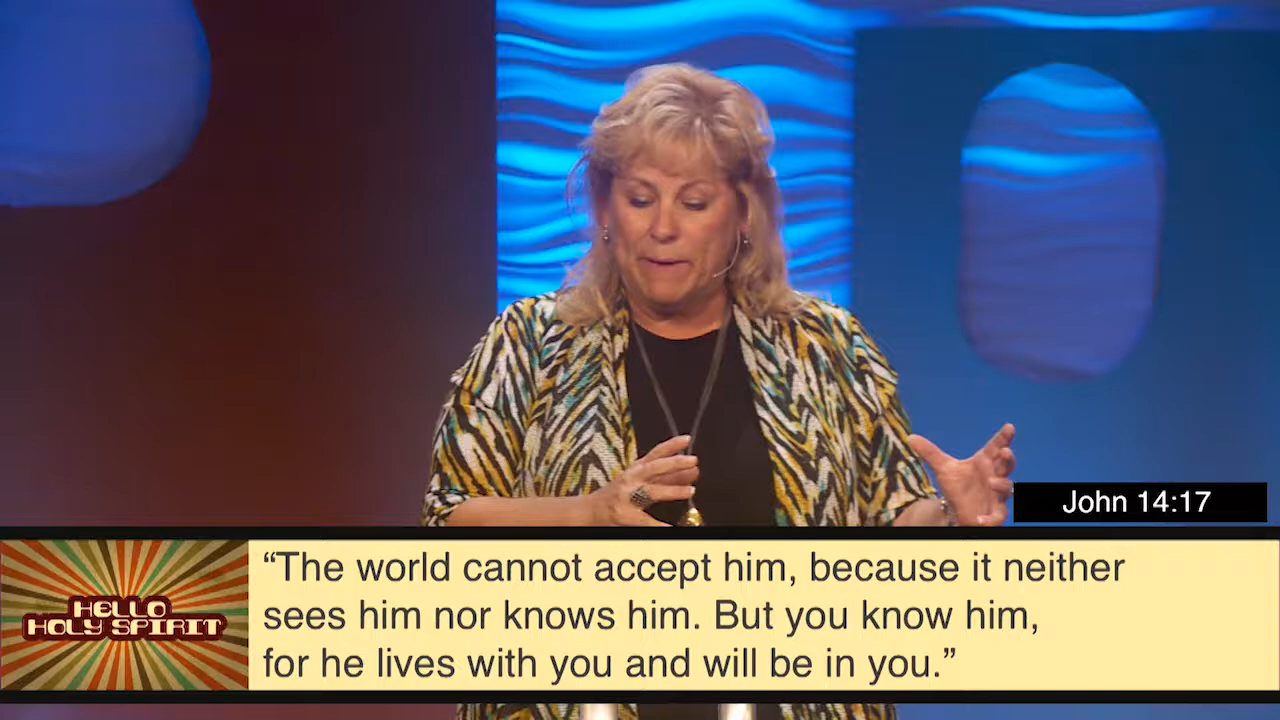 John 14:17
HELLO
HOLY SPIRIT
“The world cannot accept him, because it neither
sees him nor knows him. But you know him,
for he lives with you and will be in you.”